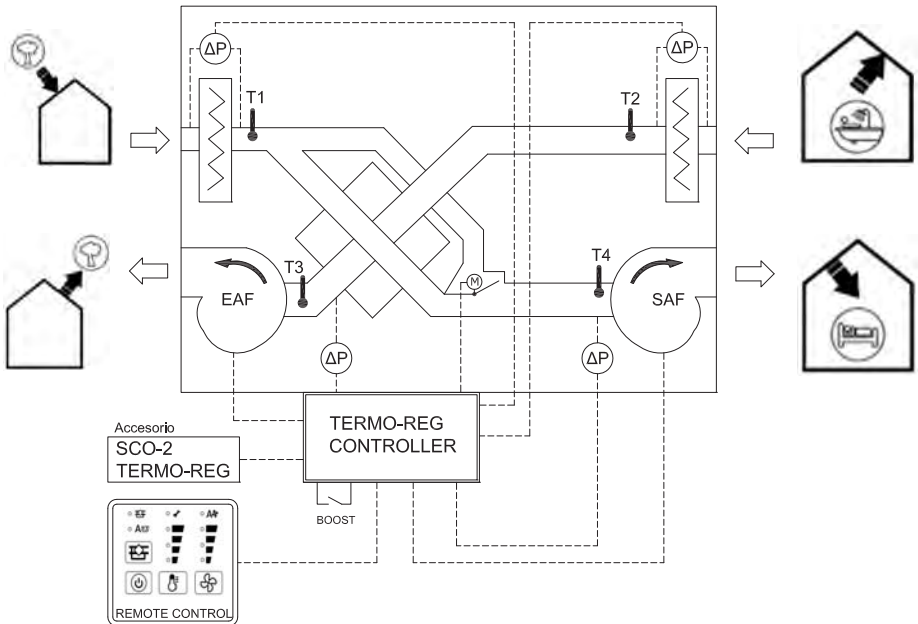 ΔP
ΔP
T1
T2
T3
T4
EAF
M
SAF
ΔP
ΔP
TERMO-REG
CONTROLLER
Accesorio
SCO-2
TERMO-REG
BOOST
REMOTE CONTROL